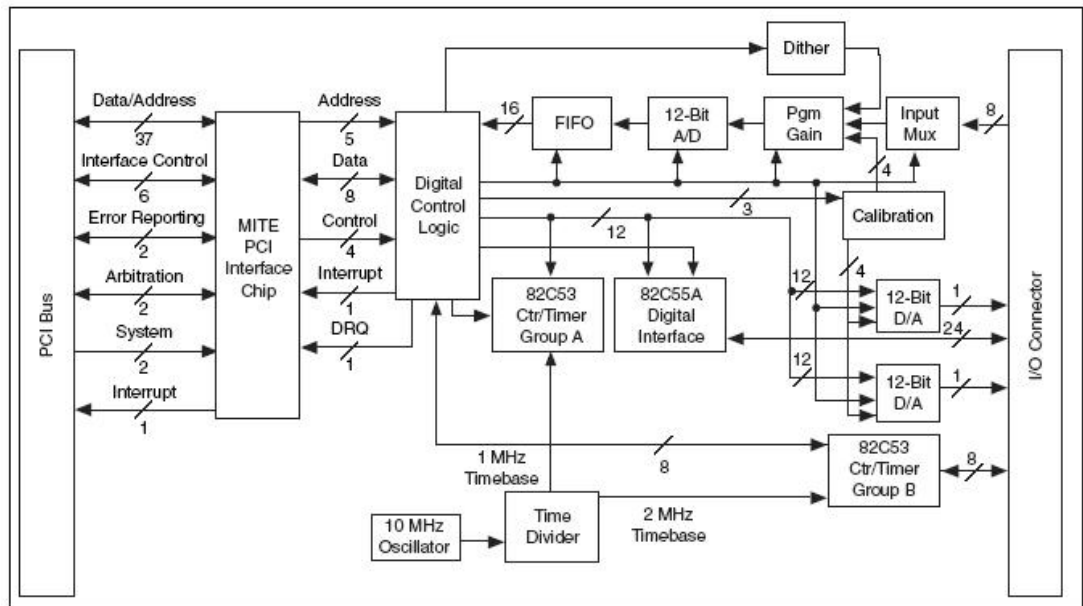 Dither
PCI Bus
Data/Address
37
Interface Control
6
Error Reporting
2
Arbitration
2
System
2
Interrupt
1
MITE
PCI
Interface
Chip
Address
5
Data
8
Control
4
Interrupt
1
DRQ
1
Digital
Control
Logic
16
FIFO
12-Bit
A/D
Pgm
Gain
Input
Mux
8
4
3
Calibration
12
82C53
Ctr/Timer
Group A
82C55A
Digital
Interface
4
12
12-Bit
D/A
1
24
12
12-Bit
D/A
1
I/O Connector
8
82C53
Ctr/Timer
Group B
8
1 MHz
Timebase
10 MHz
Oscillator
Time
Divider
2 MHz
Timebase